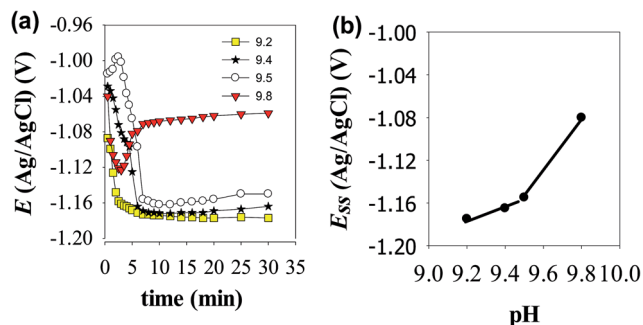 (a)
-0.96
-1.00
-1.04
-1.08
-1.12
-1.16
-1.20
E (Ag/AgCl) (V)
0 5 10 15 20 25 30 35
time (min)
9.2
9.4
9.5
9.8
(b)
-1.00
-1.04
-1.08
-1.12
-1.16
-1.20
Ess (Ag/AgCl) (V)
9.0 9.2 9.4 9.6 9.8 10.0
pH